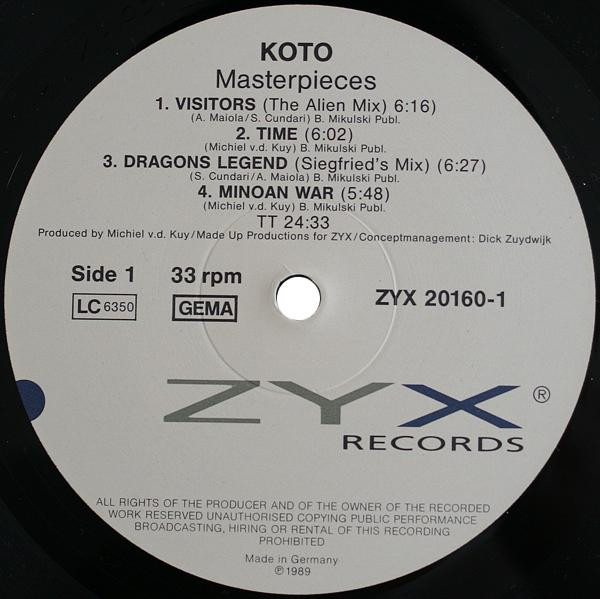 KOTO
Masterpieces
1. VISITORS (The Alien Mix) 6:16)
(A. Maiola/S. Cundari) B. Mikulski Publ.
2. TIME (6:02)
(Michiel v.d. Kuy) B. Mikulski Publ.
3. DRAGONS LEGEND (Siegfried's Mix) (6:27)
(S. Cundari/A. Maiola) B. Mikulski Publ.
4. MINOAN WAR (5:48)
(Michiel v.d. Kuy) B. Mikulski Publ.
TT 24:33
Produced by Michiel v.d. Kuy/Made Up Productions for ZYX/Conceptmanagement: Dick Zuydwijk
Side 1 33 rpm
LC 6350 GEMA ZYX 20160-1
ZYX ®
RECORDS
ALL RIGHTS OF THE PRODUCER AND OF THE OWNER OF THE RECORDED
WORK RESERVED UNAUTHORISED COPYING PUBLIC PERFORMANCE
BROADCASTING, HIRING OR RENTAL OF THIS RECORDING
PROHIBITED
Made in Germany
℗1989